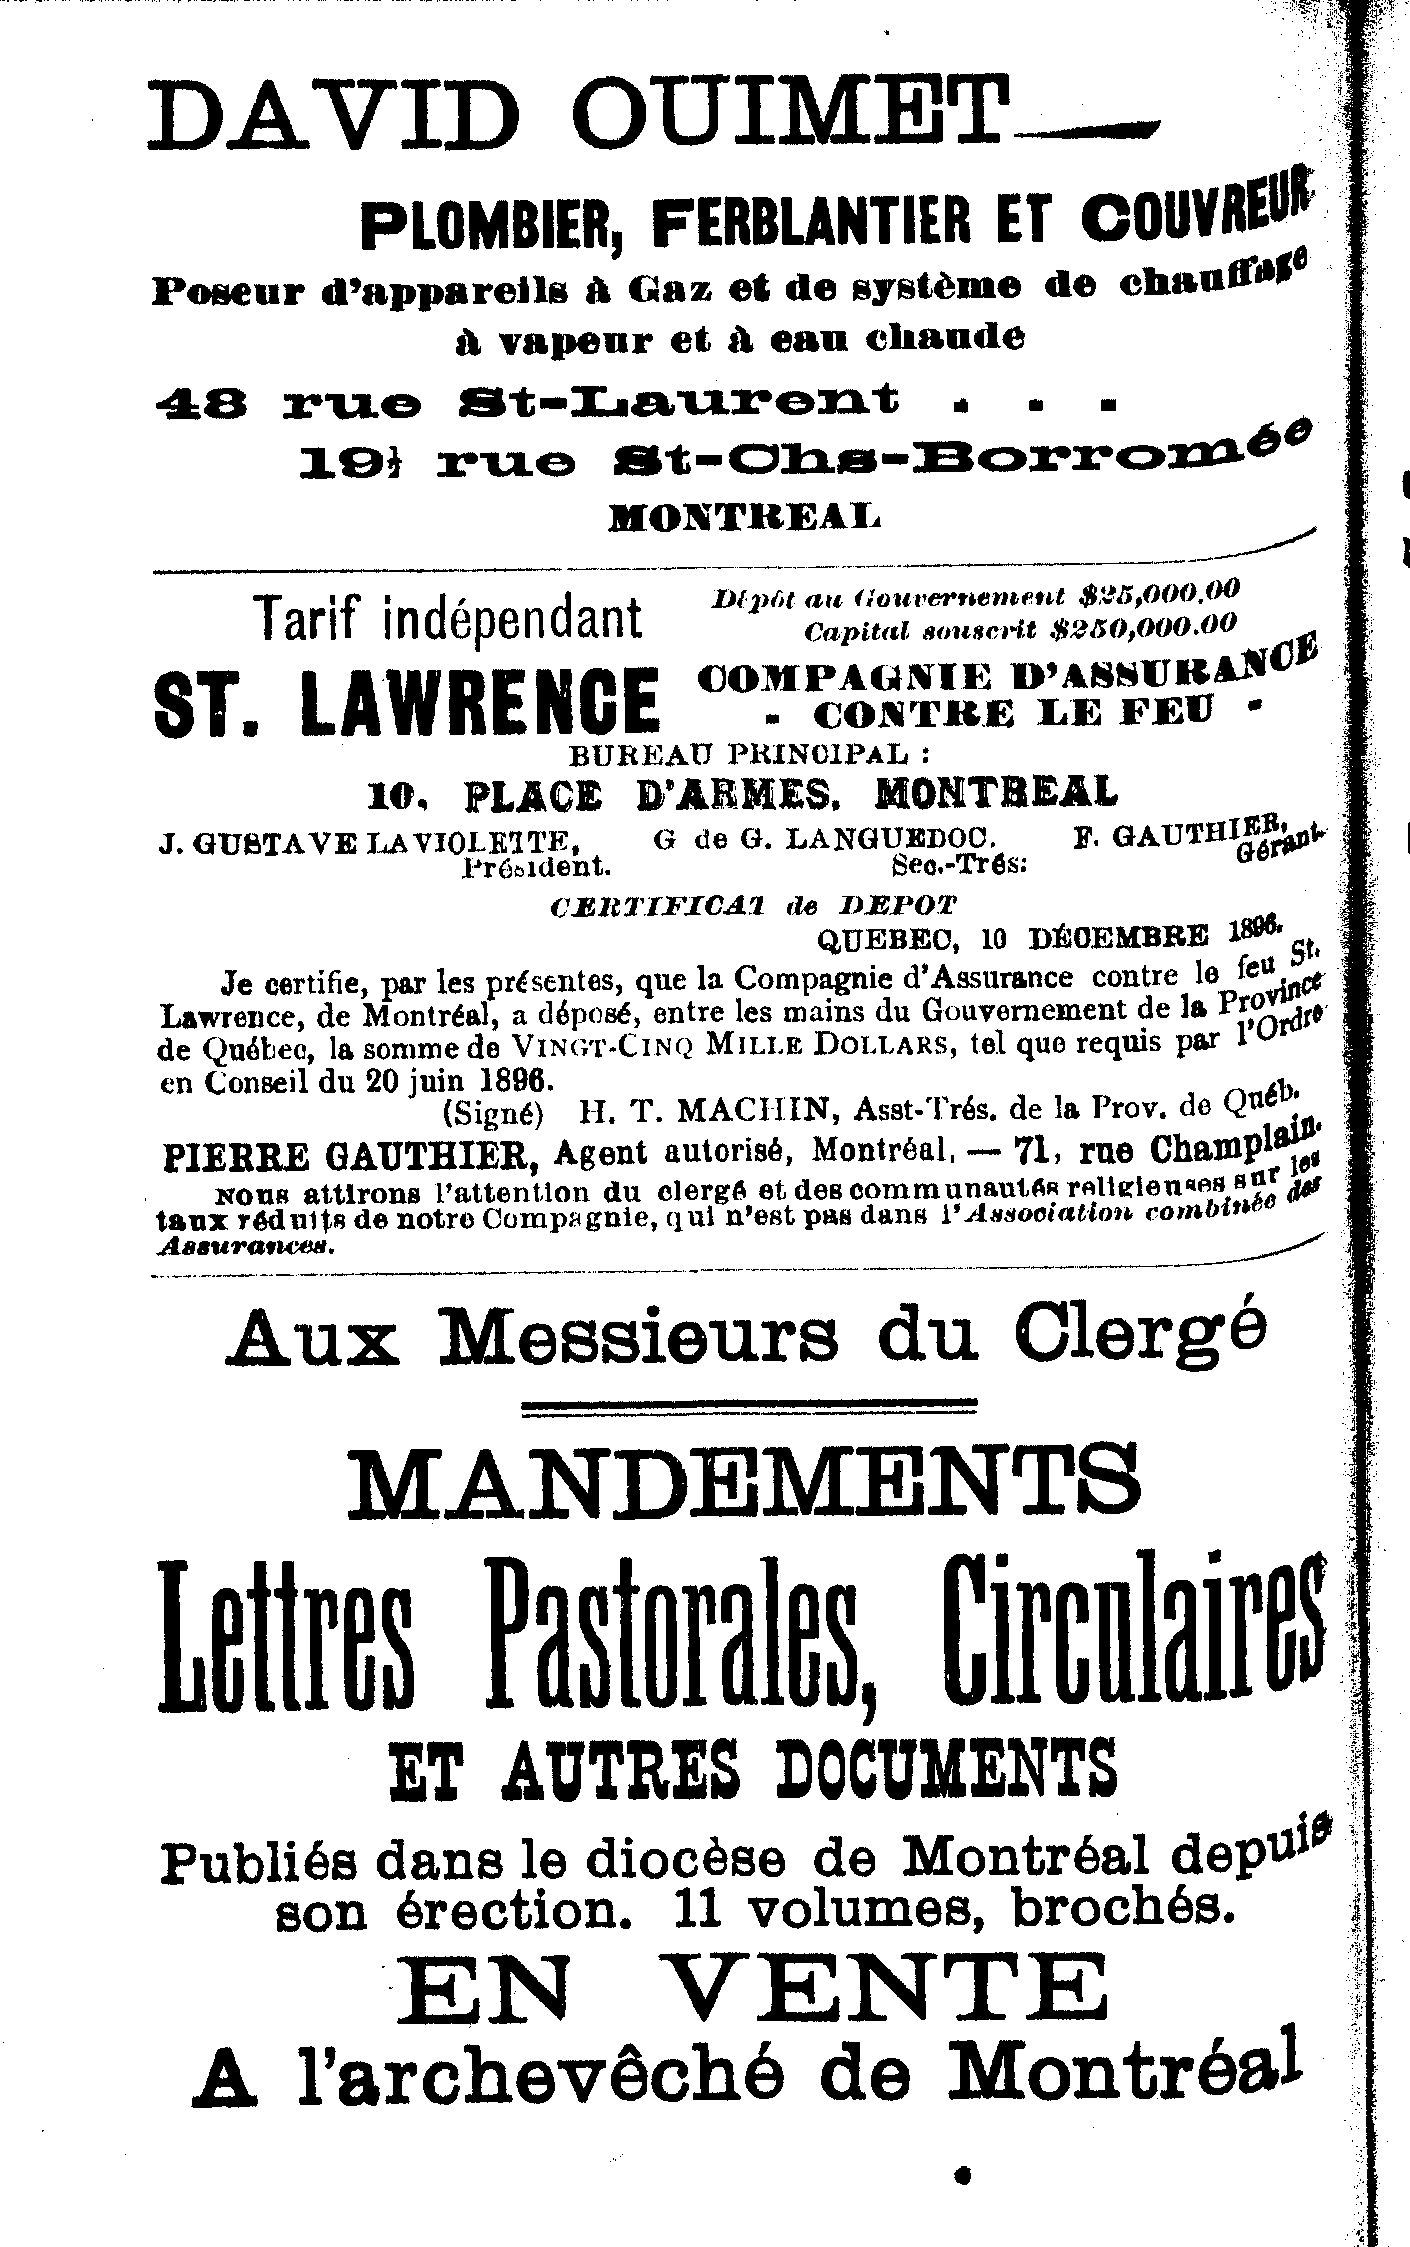 DAVID OUIMET
PLOMBIER, FERBLANTIER ET COUVREUR
Poseur d'appareils à Gaz et de système de chauffage
à vapeur et à eau chaude
48 rue St-Laurent . . .
19½ rue St-Chs-Borromée
MONTREAL
Tarif indépendant
Dépôt au Gouvernement $25,000.00
Capital souscrit $250,000.00
ST. LAWRENCE COMPAGNIE D'ASSURANCE
- CONTRE LE FEU -
BUREAU PRINCIPAL :
10, PLACE D'ARMES, MONTREAL
J. GUSTAVE LAVIOLETTE, G de G. LANGUEDOC. F. GAUTHIER,
Président. Sec.-Trés: Gérant.
CERTIFICAT de DEPOT
QUEBEC, 10 DÉCEMBRE 1896.
Je certifie, par les présentes, que la Compagnie d'Assurance contre le feu St.
Lawrence, de Montréal, a déposé, entre les mains du Gouvernement de la Province
de Québec, la somme de VINGT-CINQ MILLE DOLLARS, tel que requis par l'Ordre
en Conseil du 20 juin 1896.
(Signé) H. T. MACHIN, Asst-Trés. de la Prov. de Québ.
PIERRE GAUTHIER, Agent autorisé, Montréal, — 71, rue Champlain.
Nous attirons l'attention du clergé et des communautés religieuses sur les
taux réduits de notre Compagnie, qui n'est pas dans l'Association combinée des
Assurances.
Aux Messieurs du Clergé
MANDEMENTS
Lettres Pastorales, Circulaires
ET AUTRES DOCUMENTS
Publiés dans le diocèse de Montréal depuis
son érection. 11 volumes, brochés.
EN VENTE
A l'archevêché de Montréal